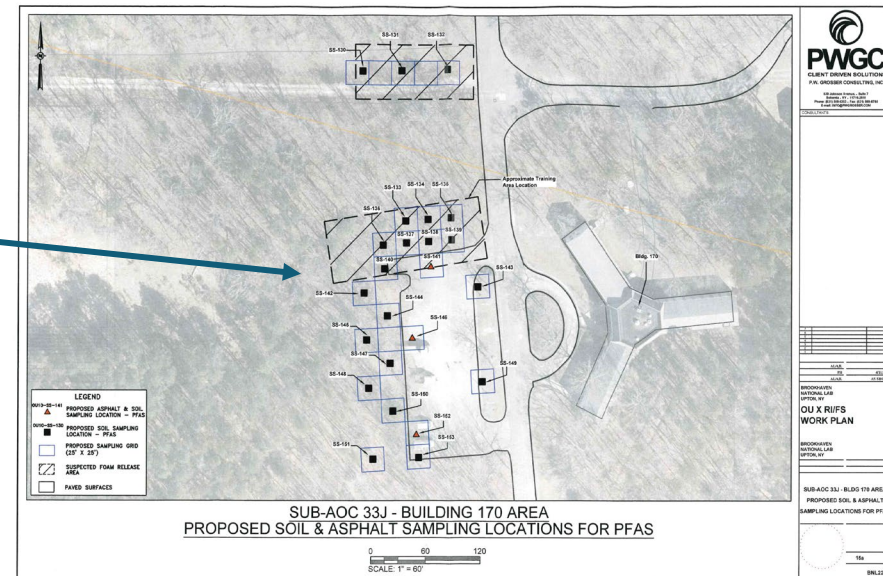 SS-130
SS-131
SS-132
Approximate Training
Area Location
SS-133
SS-134
SS-135
SS-136
SS-137
SS-138
SS-139
SS-140
SS-141
SS-142
SS-143
SS-144
SS-145
SS-146
SS-147
SS-148
SS-149
SS-150
SS-151
SS-152
SS-153
Bldg. 170
LEGEND
PROPOSED ASPHALT & SOIL
SAMPLING LOCATION - PFAS
PROPOSED SOIL SAMPLING
LOCATION - PFAS
PROPOSED SAMPLING GRID
(25' X 25')
SUSPECTED FOAM RELEASE
AREA
PAVED SURFACES
SUB-AOC 33J - BUILDING 170 AREA
PROPOSED SOIL & ASPHALT SAMPLING LOCATIONS FOR PFAS
0 60 120
SCALE: 1" = 60'
PWGC
CLIENT DRIVEN SOLUTION
P.W. GROSSER CONSULTING, INC
CONSULTANTS
BROOKHAVEN
NATIONAL LAB
UPTON, NY
OU X RI/FS
WORK PLAN
BROOKHAVEN
NATIONAL LAB
UPTON, NY
SUB-AOC 33J - BLDG 170 ARE
PROPOSED SOIL & ASPHALT
SAMPLING LOCATIONS FOR PF
15a
BNL22